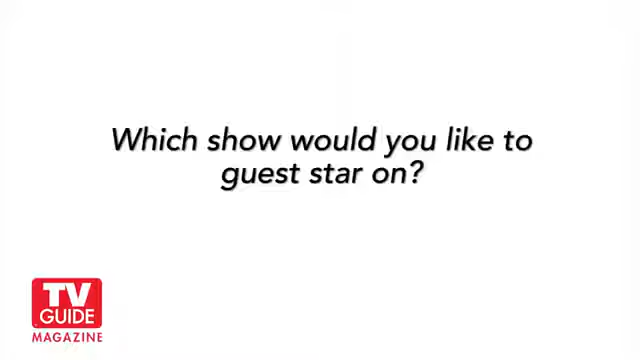 Which show would you like to
guest star on?
TV
GUIDE
MAGAZINE